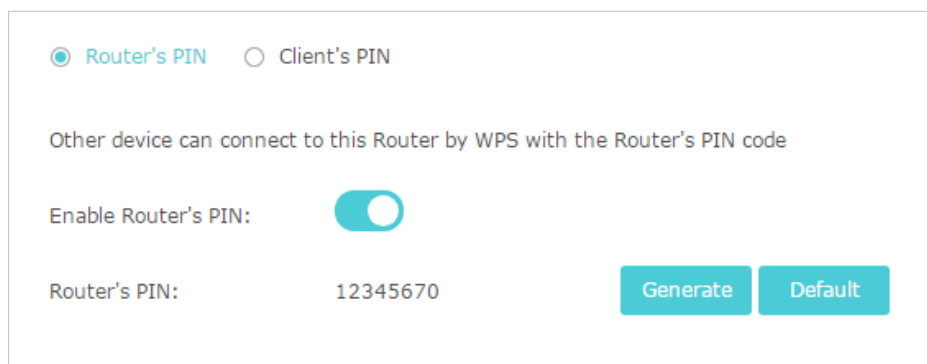 Router's PIN Client's PIN
Other device can connect to this Router by WPS with the Router's PIN code
Enable Router's PIN:
Router's PIN: 12345670 Generate Default